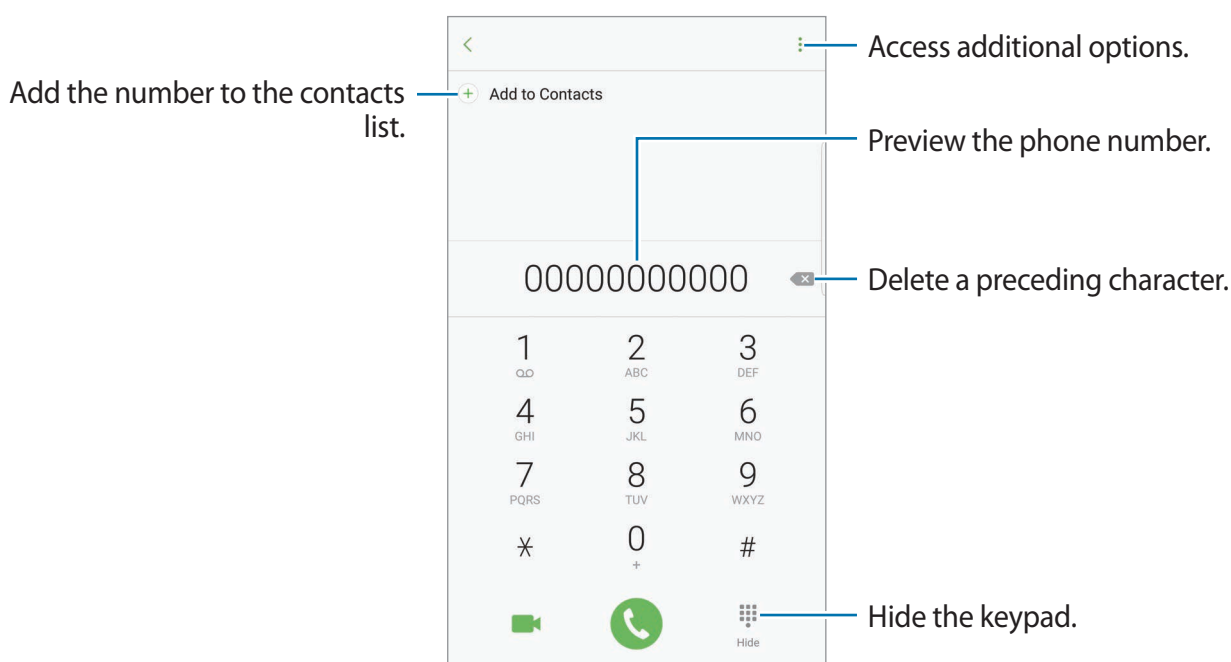 Access additional options.
Add the number to the contacts
list.
Add to Contacts
Preview the phone number.
00000000000
Delete a preceding character.
1 2 3
ABC DEF
4 5 6
GHI JKL MNO
7 8 9
PQRS TUV WXYZ
* 0 #
+
Hide the keypad.
Hide